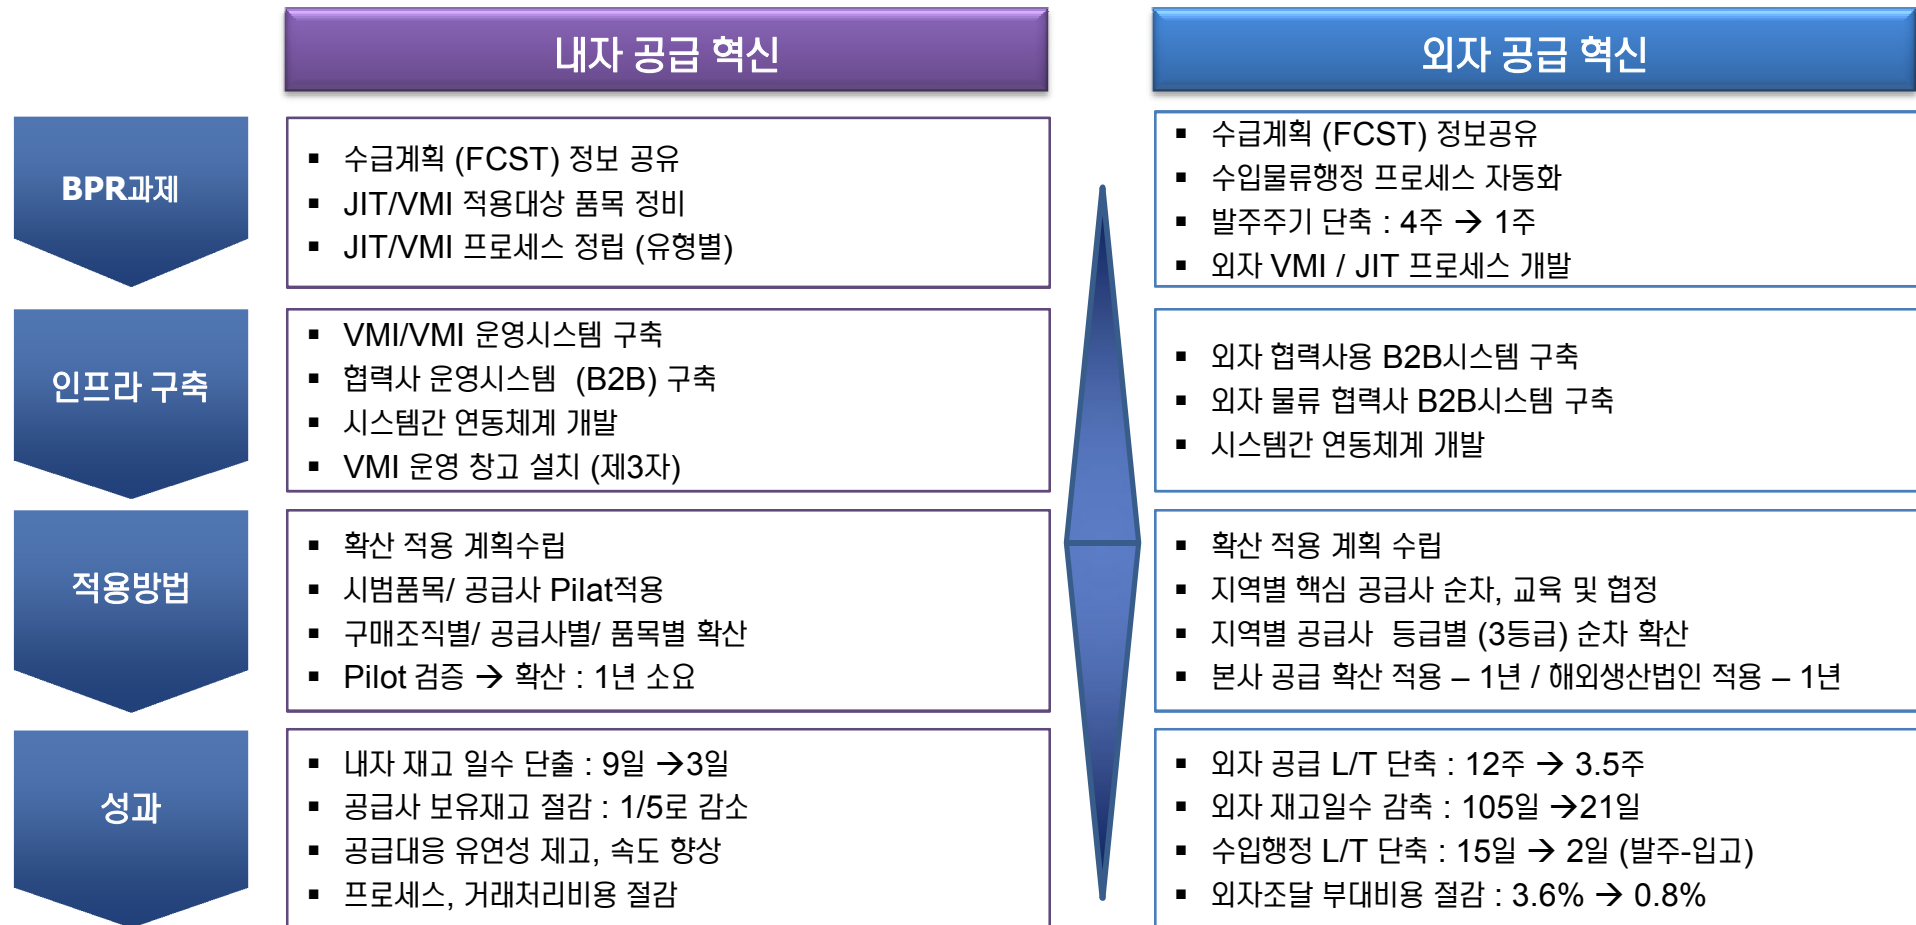 내자 공급 혁신
외자 공급 혁신
BPR과제
▪ 수급계획 (FCST) 정보 공유
▪ JIT/VMI 적용대상 품목 정비
▪ JIT/VMI 프로세스 정립 (유형별)
▪ 수급계획 (FCST) 정보공유
▪ 수입물류행정 프로세스 자동화
▪ 발주주기 단축 : 4주 → 1주
▪ 외자 VMI / JIT 프로세스 개발
인프라 구축
▪ VMI/VMI 운영시스템 구축
▪ 협력사 운영시스템 (B2B) 구축
▪ 시스템간 연동체계 개발
▪ VMI 운영 창고 설치 (제3자)
▪ 외자 협력사용 B2B시스템 구축
▪ 외자 물류 협력사 B2B시스템 구축
▪ 시스템간 연동체계 개발
적용방법
▪ 확산 적용 계획수립
▪ 시범품목/ 공급사 Pilat적용
▪ 구매조직별/ 공급사별/ 품목별 확산
▪ Pilot 검증 → 확산 : 1년 소요
▪ 확산 적용 계획 수립
▪ 지역별 핵심 공급사 순차, 교육 및 협정
▪ 지역별 공급사 등급별 (3등급) 순차 확산
▪ 본사 공급 확산 적용 – 1년 / 해외생산법인 적용 – 1년
성과
▪ 내자 재고 일수 단출 : 9일 →3일
▪ 공급사 보유재고 절감 : 1/5로 감소
▪ 공급대응 유연성 제고, 속도 향상
▪ 프로세스, 거래처리비용 절감
▪ 외자 공급 L/T 단축 : 12주 → 3.5주
▪ 외자 재고일수 감축 : 105일 →21일
▪ 수입행정 L/T 단축 : 15일 → 2일 (발주-입고)
▪ 외자조달 부대비용 절감 : 3.6% → 0.8%